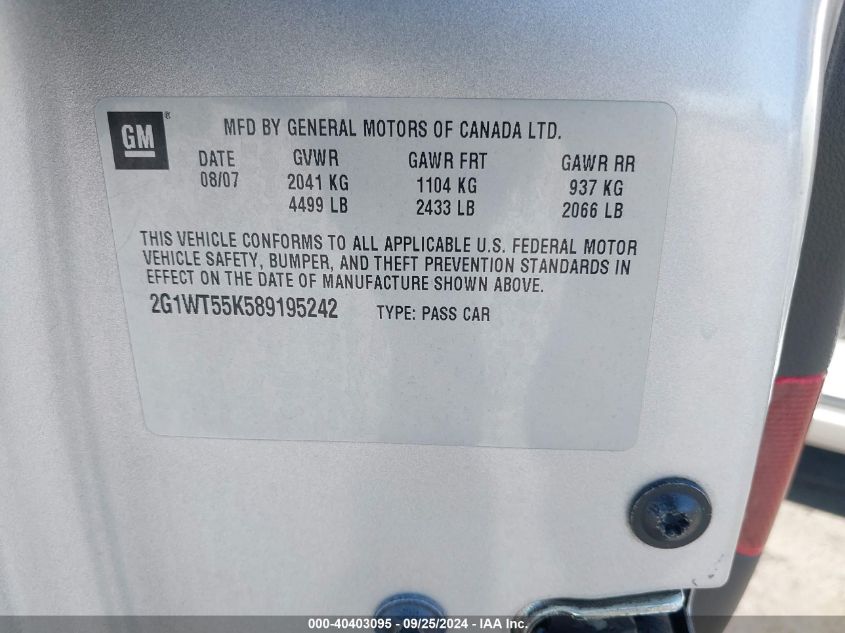 GM®
MFD BY GENERAL MOTORS OF CANADA LTD.
DATE GVWR GAWR FRT GAWR RR
08/07 2041 KG 1104 KG 937 KG
4499 LB 2433 LB 2066 LB
THIS VEHICLE CONFORMS TO ALL APPLICABLE U.S. FEDERAL MOTOR
VEHICLE SAFETY, BUMPER, AND THEFT PREVENTION STANDARDS IN
EFFECT ON THE DATE OF MANUFACTURE SHOWN ABOVE.
2G1WT55K589195242 TYPE: PASS CAR
000-40403095 - 09/25/2024 - IAA Inc.